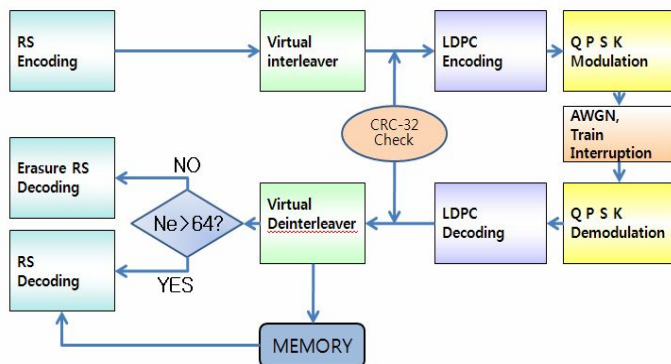 RS
Encoding
Virtual
interleaver
LDPC
Encoding
Q P S K
Modulation
CRC-32
Check
AWGN,
Train
Interruption
Erasure RS
Decoding
NO
Ne>64?
YES
Virtual
Deinterleaver
LDPC
Decoding
Q P S K
Demodulation
RS
Decoding
MEMORY